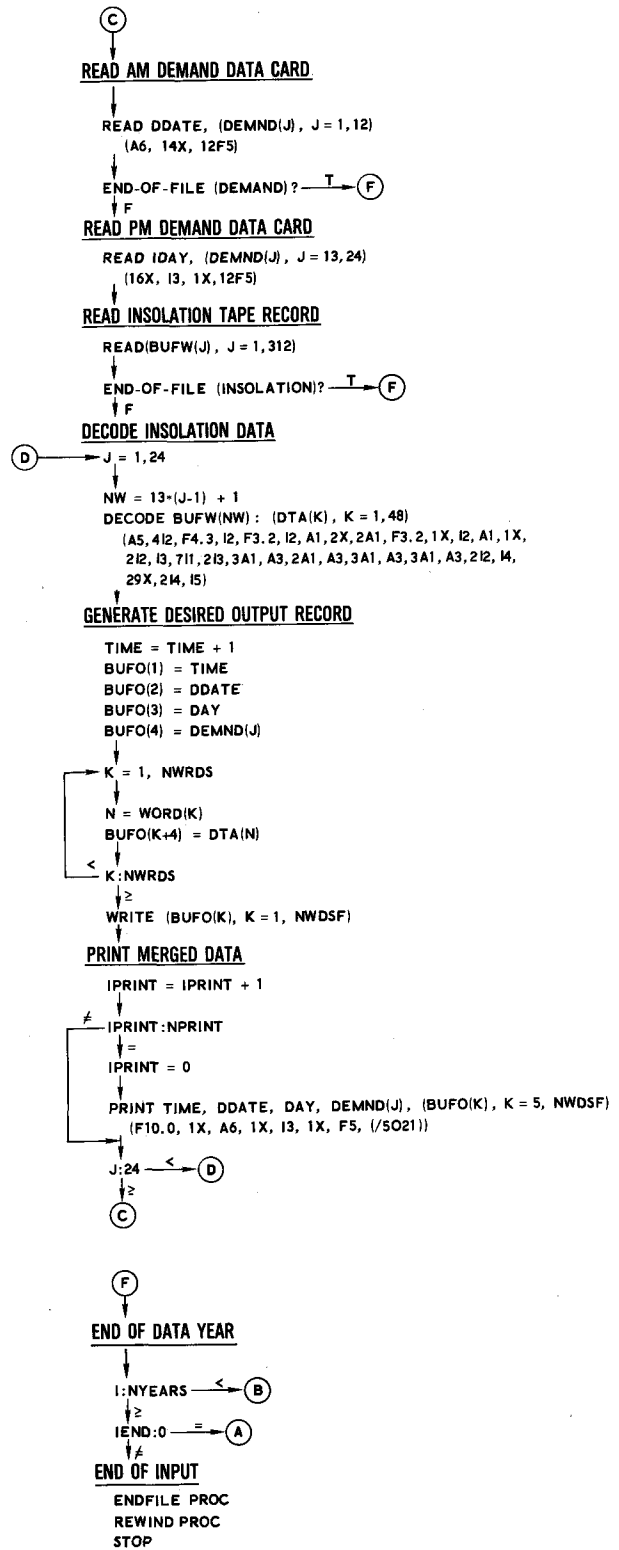 C
READ AM DEMAND DATA CARD
READ DDATE, (DEMND(J), J = 1,12)
(A6, 14X, 12F5)
END-OF-FILE (DEMAND)? T F
F
READ PM DEMAND DATA CARD
READ IDAY, (DEMND(J), J = 13,24)
(16X, I3, 1X,12F5)
READ INSOLATION TAPE RECORD
READ(BUFW(J), J = 1,312)
END-OF-FILE (INSOLATION)? T F
F
DECODE INSOLATION DATA
D J = 1,24
NW = 13*(J-1) + 1
DECODE BUFW(NW): (DTA(K), K = 1,48)
(A5, 4I2, F4.3, I2, F3.2, I2, A1, 2X, 2A1, F3.2, 1X, I2, A1, 1X,
2I2, I3, 7I1, 2I3, 3A1, A3, 2A1, A3, 3A1, A3, 3A1, A3, 2I2, I4,
29X, 2I4, I5)
GENERATE DESIRED OUTPUT RECORD
TIME = TIME + 1
BUFO(1) = TIME
BUFO(2) = DDATE
BUFO(3) = DAY
BUFO(4) = DEMND(J)
K = 1, NWRDS
N = WORD(K)
BUFO(K+4) = DTA(N)
< K:NWRDS
≥
WRITE (BUFO(K), K = 1, NWDSF)
PRINT MERGED DATA
IPRINT = IPRINT + 1
≠ IPRINT:NPRINT
=
IPRINT = 0
PRINT TIME, DDATE, DAY, DEMND(J), (BUFO(K), K = 5, NWDSF)
(F10.0, 1X, A6, 1X, I3, 1X, F5, (/5O21))
J:24 < D
≥
C
F
END OF DATA YEAR
I:NYEARS < B
≥
IEND:0 = A
≠
END OF INPUT
ENDFILE PROC
REWIND PROC
STOP